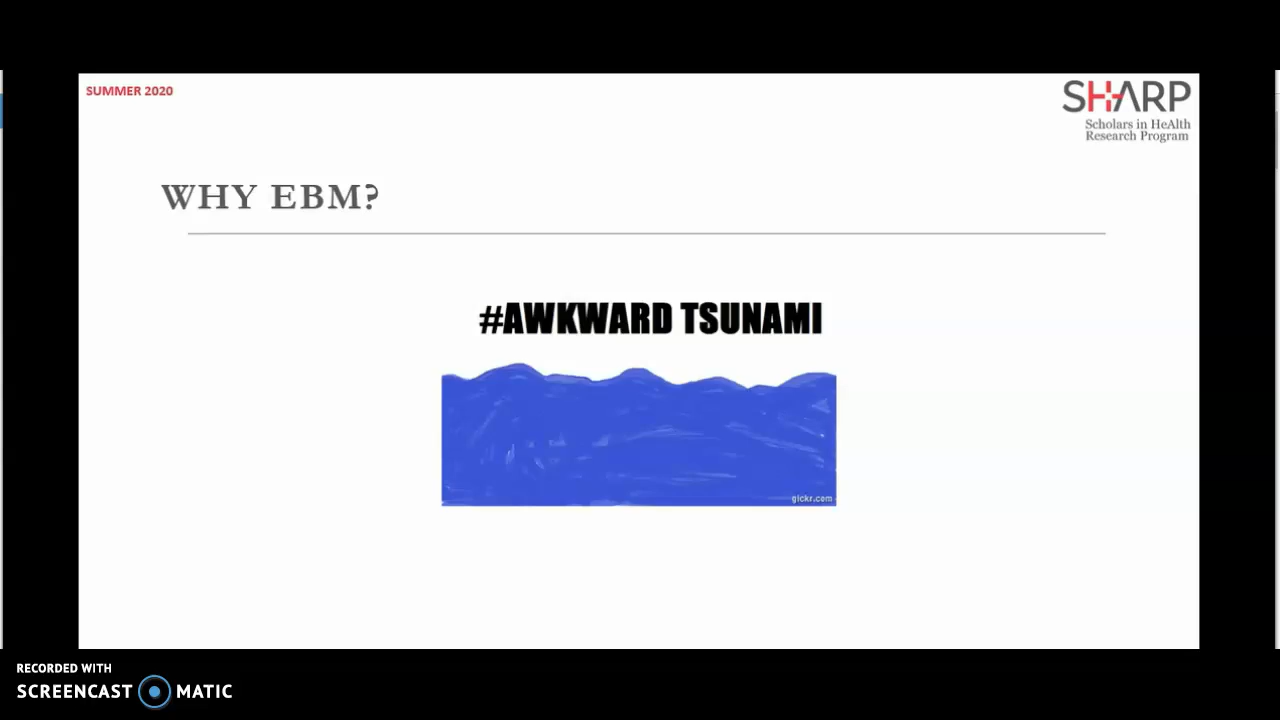 SUMMER 2020
SHARP
Scholars in HeAlth
Research Program
WHY EBM?
#AWKWARD TSUNAMI
gickr.com
RECORDED WITH
SCREENCAST MATIC